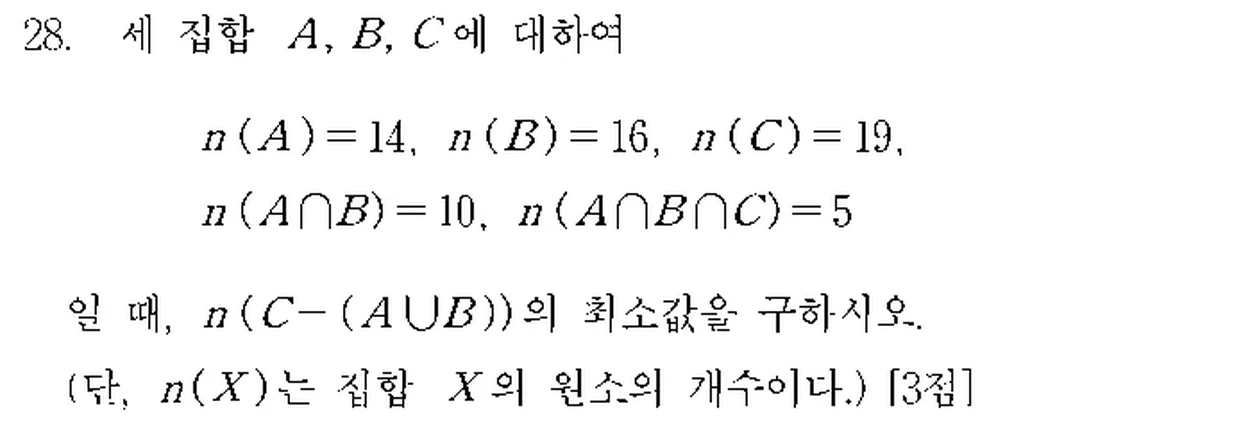 28. 세 집합 A, B, C에 대하여
n(A)=14, n(B)=16, n(C)=19,
n(A∩B)=10, n(A∩B∩C)=5
일 때, n(C-(A∪B))의 최소값을 구하시오.
(단, n(X)는 집합 X의 원소의 개수이다.) [3점]